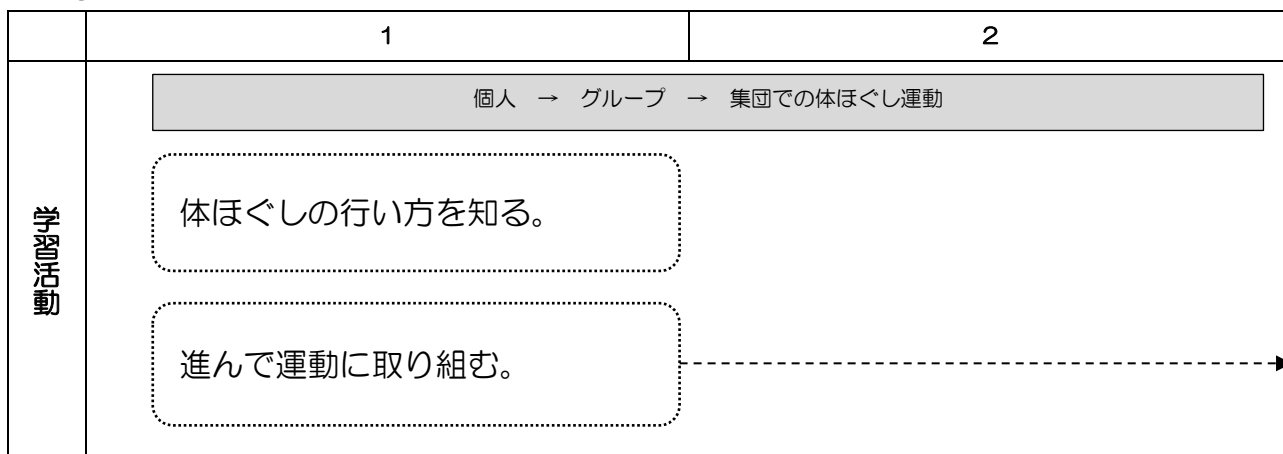 1
2
個人 → グループ → 集団での体ほぐし運動
学習活動
体ほぐしの行い方を知る。
進んで運動に取り組む。